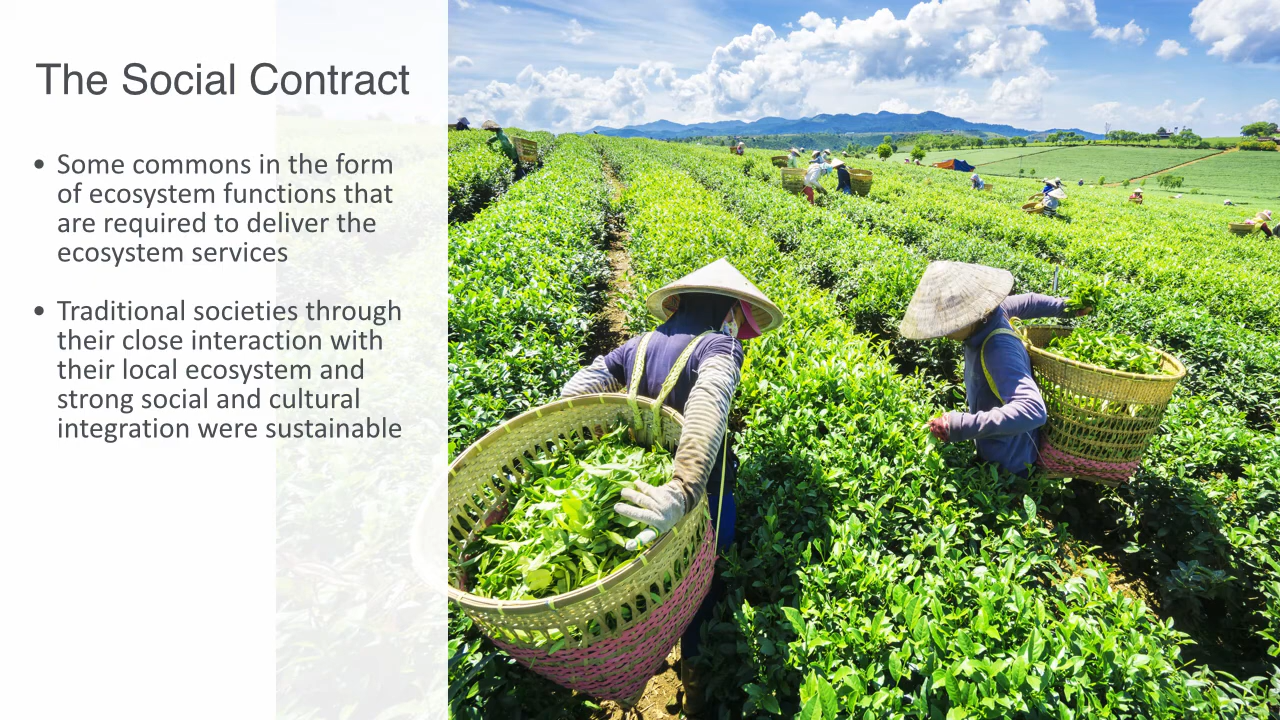 The Social Contract
• Some commons in the form
of ecosystem functions that
are required to deliver the
ecosystem services
• Traditional societies through
their close interaction with
their local ecosystem and
strong social and cultural
integration were sustainable